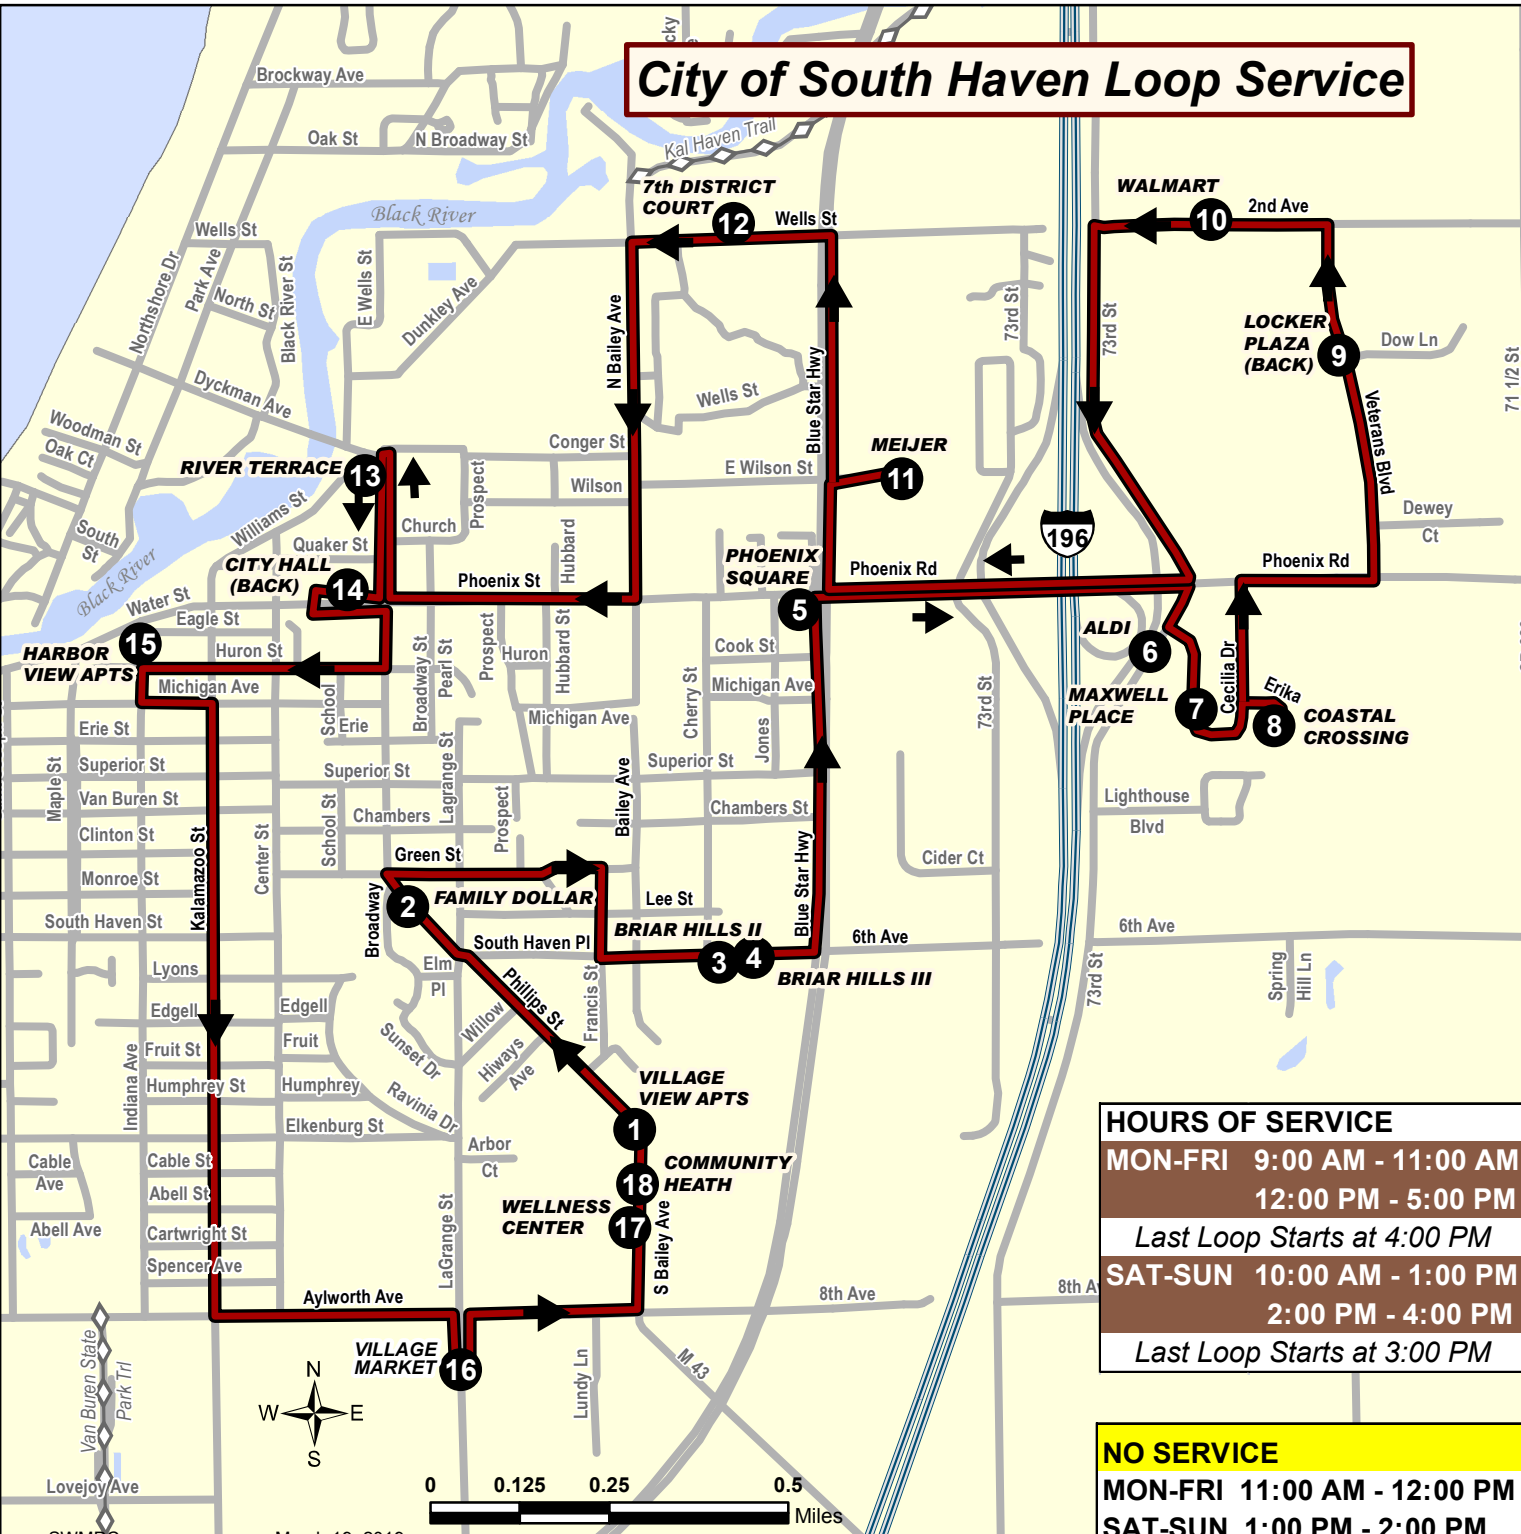 City of South Haven Loop Service
Brockway Ave
Oak St
N Broadway St
Kal Haven Trail
Black River
7th DISTRICT
COURT
12
Wells St
WALMART
10
2nd Ave
Wells St
Northshore Dr
Park Ave
North St
Black River St
E Wells St
Dunkley Ave
N Bailey Ave
Blue Star Hwy
73rd St
73rd St
LOCKER
PLAZA
(BACK)
9
Dow Ln
71 1/2 St
Dyckman Ave
Wells St
Veterans Blvd
Woodman St
Oak Ct
Conger St
MEIJER
11
RIVER TERRACE
13
Prospect
E Wilson St
Wilson
Williams St
South
St
Church
Hubbard
Dewey
Ct
196
Quaker St
CITY HALL
(BACK)
14
Phoenix St
PHOENIX
SQUARE
5
Phoenix Rd
Phoenix Rd
Black River
Water St
Eagle St
15
HARBOR
VIEW APTS
Huron St
Michigan Ave
School
Erie
Broadway St
Pearl St
Prospect
Huron
Hubbard St
Michigan Ave
Cook St
Michigan Ave
Cherry St
Jones
ALDI
6
MAXWELL
PLACE
7
Cecilia Dr
Erika
8
COASTAL
CROSSING
73rd St
Erie St
Superior St
Maple St
Van Buren St
Clinton St
Monroe St
South Haven St
Kalamazoo St
Center St
Superior St
School St
Chambers
Lagrange St
Prospect
Bailey Ave
Superior St
Chambers St
Lighthouse
Blvd
Cider Ct
Green St
Broadway
2
FAMILY DOLLAR
Lee St
Blue Star Hwy
BRIAR HILLS II
3
4
BRIAR HILLS III
6th Ave
6th Ave
South Haven Pl
Elm
Pl
Phillips St
Francis St
Lyons
Edgell
Edgell
Fruit St
Fruit
Indiana Ave
Humphrey St
Humphrey
Sunset Dr
Willow
Hiways
Ave
Ravinia Dr
73rd St
Spring
Hill Ln
VILLAGE
VIEW APTS
1
Elkenburg St
Arbor
Ct
COMMUNITY
HEATH
18
WELLNESS
CENTER
17
S Bailey Ave
Cable
Ave
Cable St
Abell St
Abell Ave
Cartwright St
Spencer Ave
LaGrange St
Aylworth Ave
8th Ave
VILLAGE
MARKET
16
Lundy Ln
M 43
Van Buren State
Park Trl
Lovejoy Ave
N
W
E
S
0
0.125
0.25
0.5
Miles
HOURS OF SERVICE
MON-FRI 9:00 AM - 11:00 AM
12:00 PM - 5:00 PM
Last Loop Starts at 4:00 PM
SAT-SUN 10:00 AM - 1:00 PM
2:00 PM - 4:00 PM
Last Loop Starts at 3:00 PM
NO SERVICE
MON-FRI 11:00 AM - 12:00 PM
SAT-SUN 1:00 PM - 2:00 PM